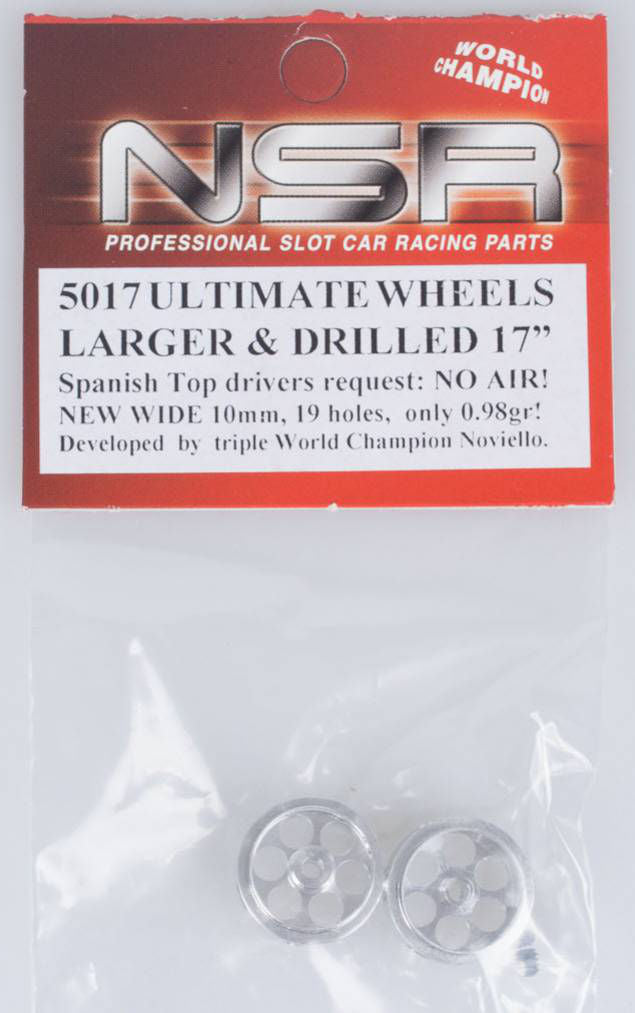 WORLD
CHAMPION
NSR
PROFESSIONAL SLOT CAR RACING PARTS
5017 ULTIMATE WHEELS
LARGER & DRILLED 17”
Spanish Top drivers request: NO AIR!
NEW WIDE 10mm, 19 holes, only 0.98gr!
Developed by triple World Champion Noviello.